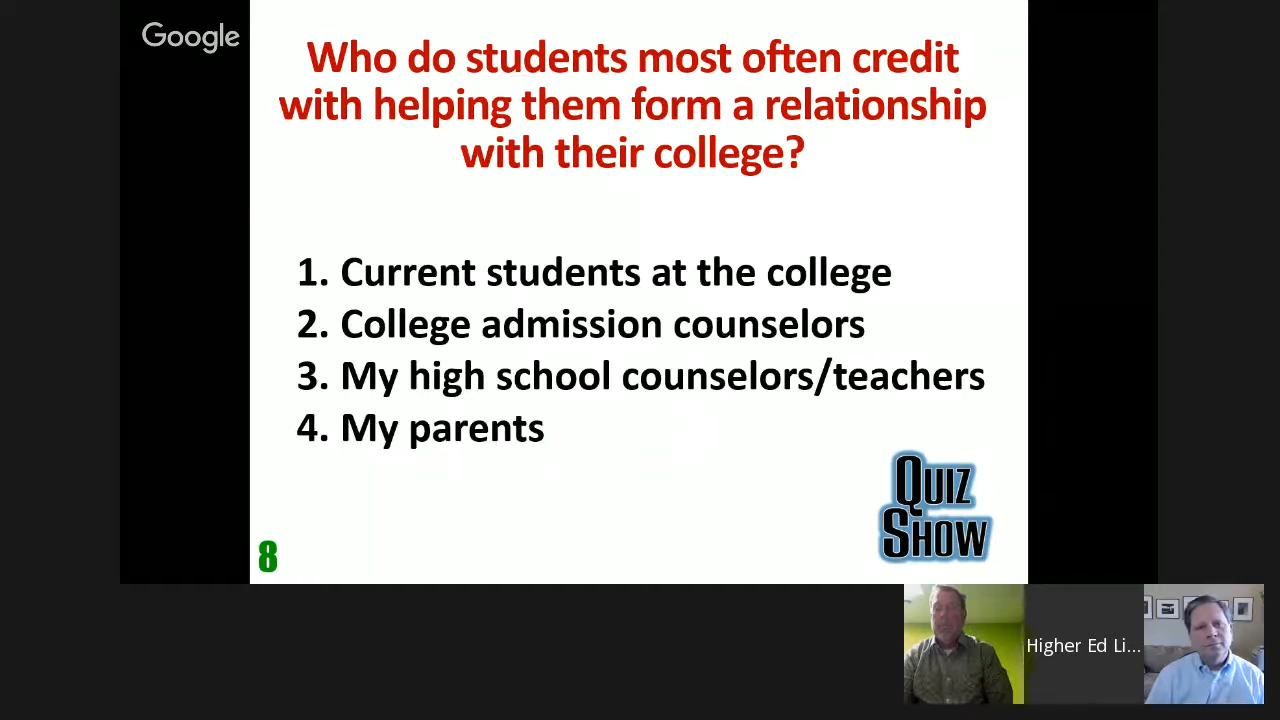 Google
Who do students most often credit
with helping them form a relationship
with their college?
1. Current students at the college
2. College admission counselors
3. My high school counselors/teachers
4. My parents
QUIZ
SHOW
8
Higher Ed Li...